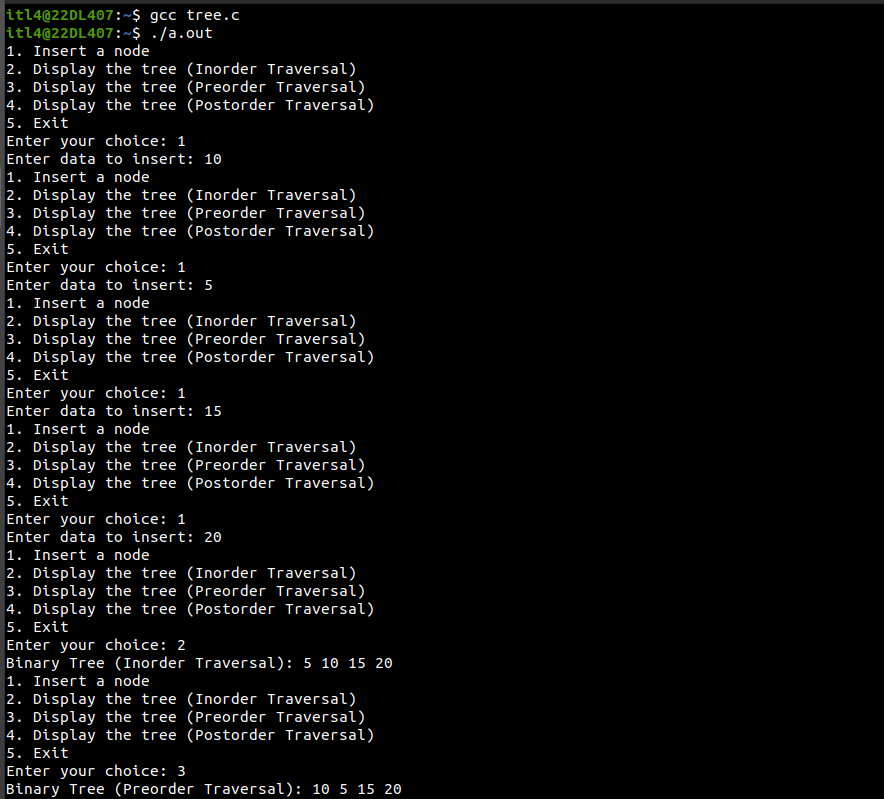 itl4@22DL407:~$ gcc tree.c
itl4@22DL407:~$ ./a.out
1. Insert a node
2. Display the tree (Inorder Traversal)
3. Display the tree (Preorder Traversal)
4. Display the tree (Postorder Traversal)
5. Exit
Enter your choice: 1
Enter data to insert: 10
1. Insert a node
2. Display the tree (Inorder Traversal)
3. Display the tree (Preorder Traversal)
4. Display the tree (Postorder Traversal)
5. Exit
Enter your choice: 1
Enter data to insert: 5
1. Insert a node
2. Display the tree (Inorder Traversal)
3. Display the tree (Preorder Traversal)
4. Display the tree (Postorder Traversal)
5. Exit
Enter your choice: 1
Enter data to insert: 15
1. Insert a node
2. Display the tree (Inorder Traversal)
3. Display the tree (Preorder Traversal)
4. Display the tree (Postorder Traversal)
5. Exit
Enter your choice: 1
Enter data to insert: 20
1. Insert a node
2. Display the tree (Inorder Traversal)
3. Display the tree (Preorder Traversal)
4. Display the tree (Postorder Traversal)
5. Exit
Enter your choice: 2
Binary Tree (Inorder Traversal): 5 10 15 20
1. Insert a node
2. Display the tree (Inorder Traversal)
3. Display the tree (Preorder Traversal)
4. Display the tree (Postorder Traversal)
5. Exit
Enter your choice: 3
Binary Tree (Preorder Traversal): 10 5 15 20